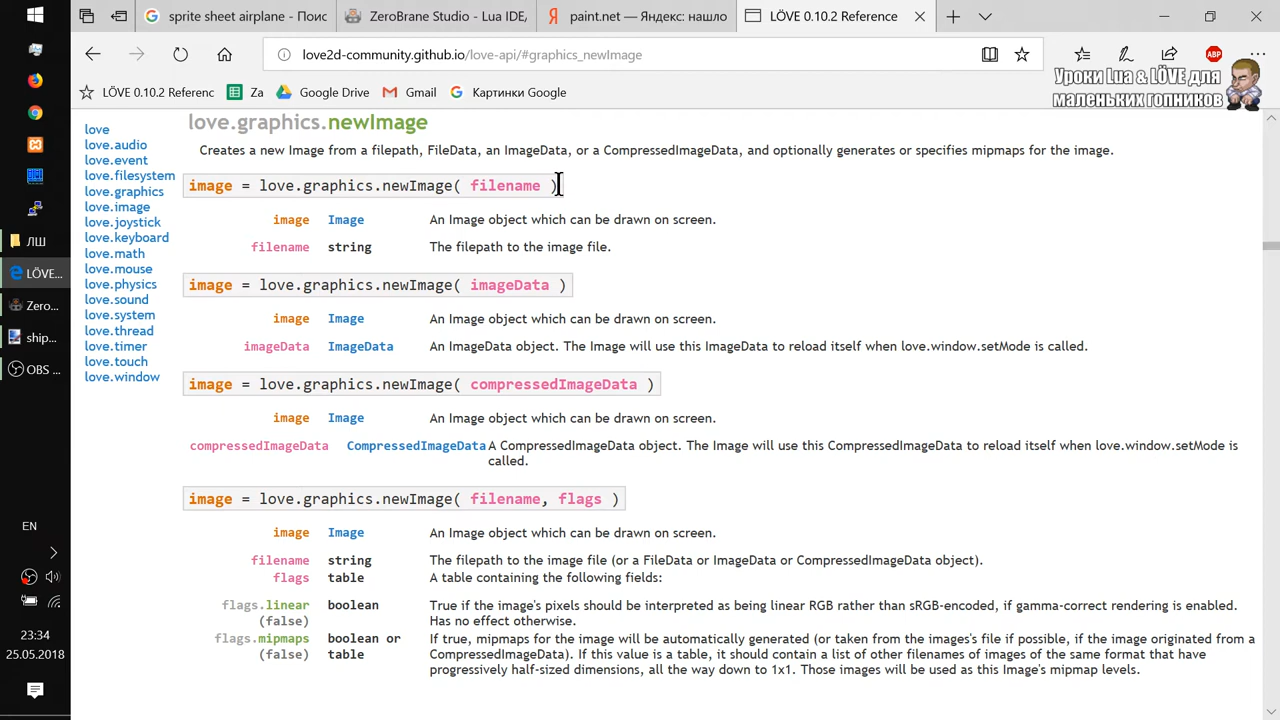 sprite sheet airplane - Поис
ZeroBrane Studio - Lua IDE,
paint.net — Яндекс: нашло
LÖVE 0.10.2 Reference
love2d-community.github.io/love-api/#graphics_newImage
ABP
Уроки Lua & LÖVE для
маленьких гопников
LÖVE 0.10.2 Referenc
Za
Google Drive
Gmail
Картинки Google
love
love.audio
love.event
love.filesystem
love.graphics
love.image
love.joystick
love.keyboard
love.math
love.mouse
love.physics
love.sound
love.system
love.thread
love.timer
love.touch
love.window
love.graphics.newImage
Creates a new Image from a filepath, FileData, an ImageData, or a CompressedImageData, and optionally generates or specifies mipmaps for the image.
image = love.graphics.newImage( filename )
image Image An Image object which can be drawn on screen.
filename string The filepath to the image file.
image = love.graphics.newImage( imageData )
image Image An Image object which can be drawn on screen.
imageData ImageData An ImageData object. The Image will use this ImageData to reload itself when love.window.setMode is called.
image = love.graphics.newImage( compressedImageData )
image Image An Image object which can be drawn on screen.
compressedImageData CompressedImageData A CompressedImageData object. The Image will use this CompressedImageData to reload itself when love.window.setMode is
called.
image = love.graphics.newImage( filename, flags )
image Image An Image object which can be drawn on screen.
filename string The filepath to the image file (or a FileData or ImageData or CompressedImageData object).
flags table A table containing the following fields:
flags.linear boolean True if the image's pixels should be interpreted as being linear RGB rather than sRGB-encoded, if gamma-correct rendering is enabled.
(false) Has no effect otherwise.
flags.mipmaps boolean or If true, mipmaps for the image will be automatically generated (or taken from the images's file if possible, if the image originated from a
(false) table CompressedImageData). If this value is a table, it should contain a list of other filenames of images of the same format that have
progressively half-sized dimensions, all the way down to 1x1. Those images will be used as this Image's mipmap levels.
ЛШ
LÖVE...
Zero...
ship...
OBS ...
EN
23:34
25.05.2018